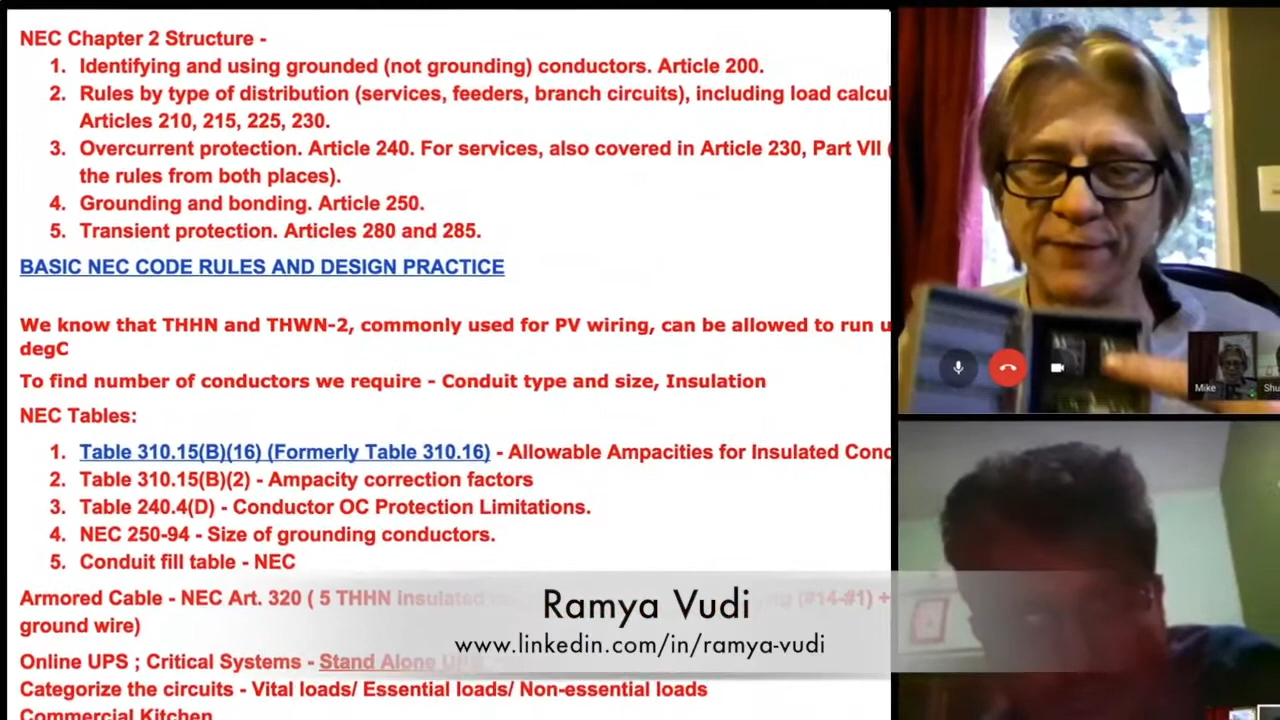 NEC Chapter 2 Structure -
1. Identifying and using grounded (not grounding) conductors. Article 200.
2. Rules by type of distribution (services, feeders, branch circuits), including load calcul
Articles 210, 215, 225, 230.
3. Overcurrent protection. Article 240. For services, also covered in Article 230, Part VII (
the rules from both places).
4. Grounding and bonding. Article 250.
5. Transient protection. Articles 280 and 285.
BASIC NEC CODE RULES AND DESIGN PRACTICE
We know that THHN and THWN-2, commonly used for PV wiring, can be allowed to run u
degC
To find number of conductors we require - Conduit type and size, Insulation
NEC Tables:
1. Table 310.15(B)(16) (Formerly Table 310.16) - Allowable Ampacities for Insulated Cond
2. Table 310.15(B)(2) - Ampacity correction factors
3. Table 240.4(D) - Conductor OC Protection Limitations.
4. NEC 250-94 - Size of grounding conductors.
5. Conduit fill table - NEC
Armored Cable - NEC Art. 320 ( 5 THHN insulated (#14-#1) +
ground wire)
Online UPS ; Critical Systems - Stand Alone
Categorize the circuits - Vital loads/ Essential loads/ Non-essential loads
Commercial Kitchen
Mike
Shu
Ramya Vudi
www.linkedin.com/in/ramya-vudi